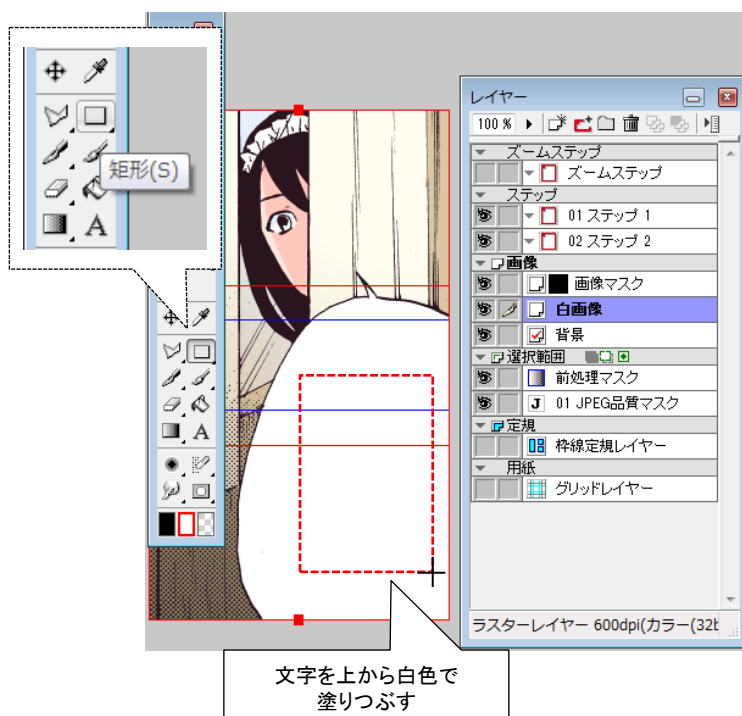 矩形(S)
A
A
レイヤー
100 %
ズームステップ
ズームステップ
ステップ
01 ステップ 1
02 ステップ 2
画像
画像マスク
白画像
背景
選択範囲
前処理マスク
J 01 JPEG品質マスク
定規
枠線定規レイヤー
用紙
グリッドレイヤー
ラスターレイヤー 600dpi(カラー(32b
文字を上から白色で
塗りつぶす